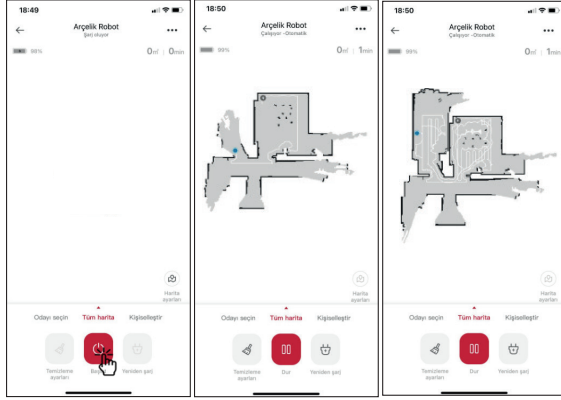 18:49
Arçelik Robot
Şarj oluyor
98%
0㎡ | 0min
Harita
ayarları
Odayı seçin
Tüm harita
Kişiselleştir
Temizleme
ayarları
Yeniden şarj
18:50
Arçelik Robot
Çalışıyor -Otomatik
99%
0㎡ | 1min
Harita
ayarları
Odayı seçin
Tüm harita
Kişiselleştir
Temizleme
ayarları
Dur
Yeniden şarj
18:50
Arçelik Robot
Çalışıyor -Otomatik
99%
0㎡ | 1min
Harita
ayarları
Odayı seçin
Tüm harita
Kişiselleştir
Temizleme
ayarları
Dur
Yeniden şarj